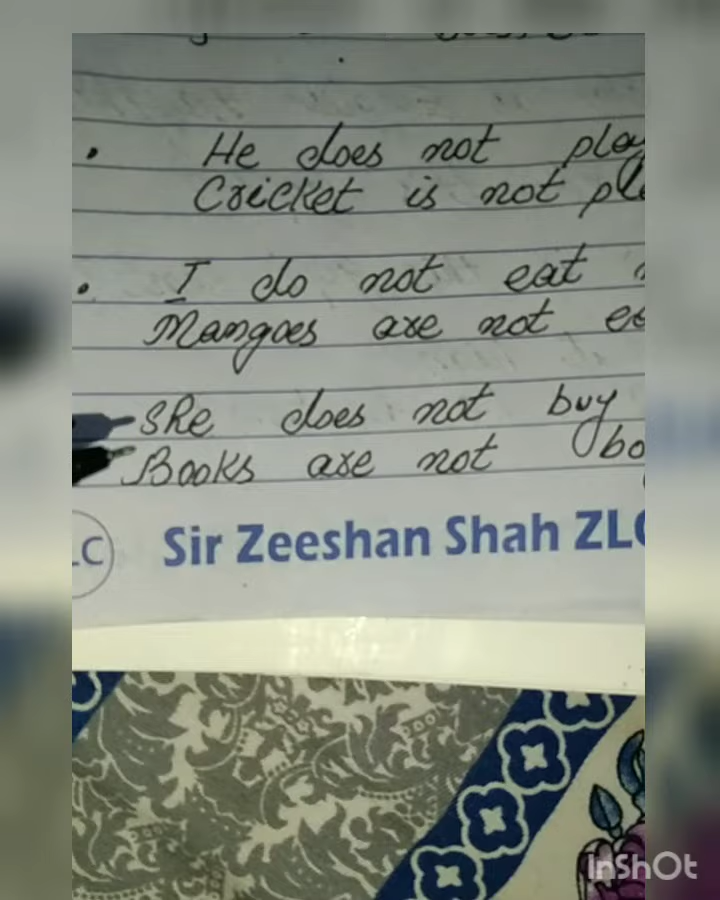 He does not play
Cricket is not
I do not eat
Mangoes are not
She does not buy
Books are not
Sir Zeeshan Shah
InShOt